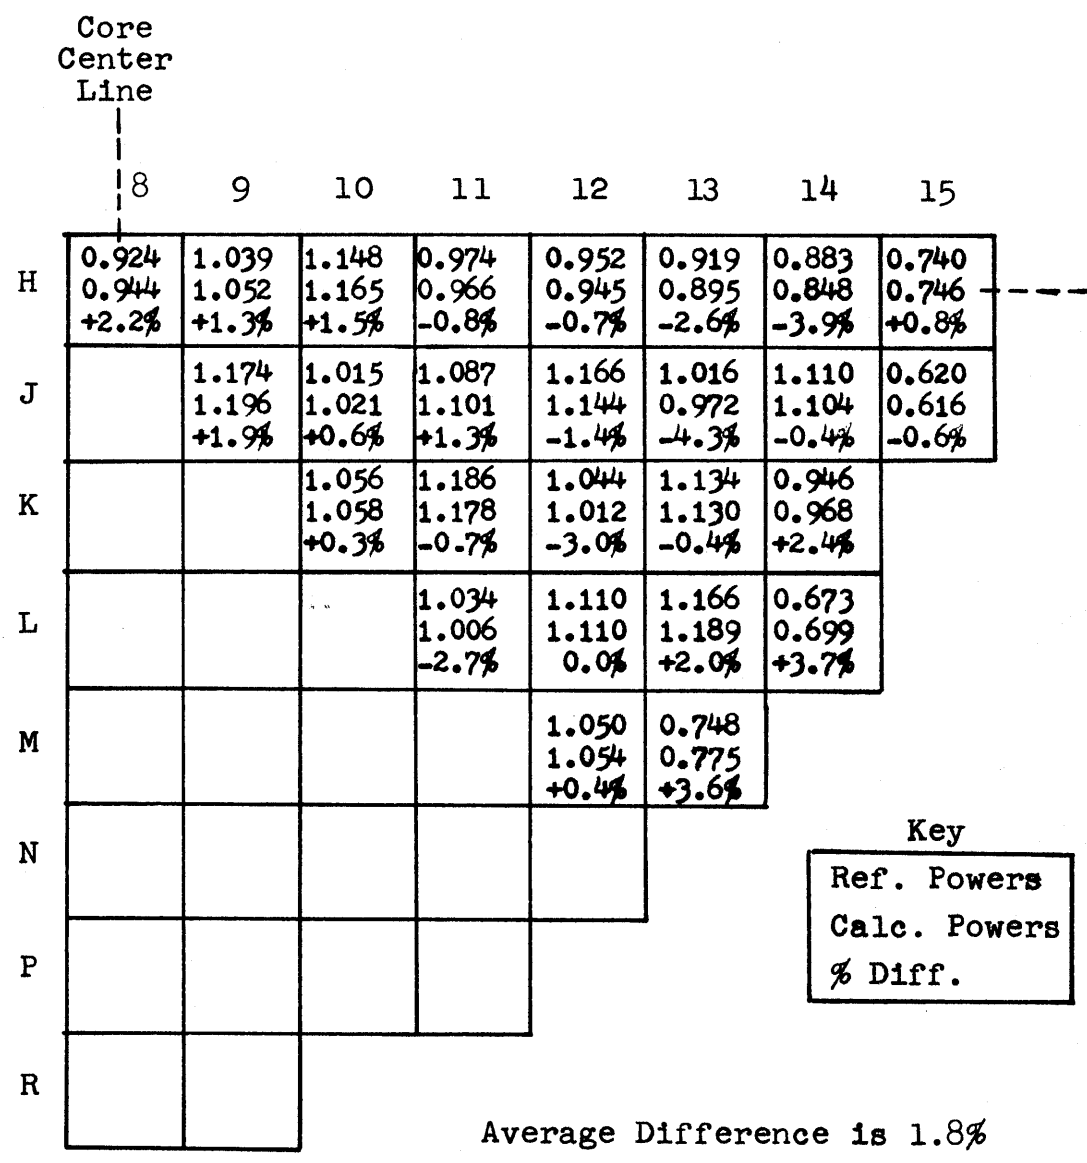 Core
Center
Line
8 9 10 11 12 13 14 15
H
0.924 1.039 1.148 0.974 0.952 0.919 0.883 0.740
0.944 1.052 1.165 0.966 0.945 0.895 0.848 0.746
+2.2% +1.3% +1.5% -0.8% -0.7% -2.6% -3.9% +0.8%
J
1.174 1.015 1.087 1.166 1.016 1.110 0.620
1.196 1.021 1.101 1.144 0.972 1.104 0.616
+1.9% +0.6% +1.3% -1.4% -4.3% -0.4% -0.6%
K
1.056 1.186 1.044 1.134 0.946
1.058 1.178 1.012 1.130 0.968
+0.3% -0.7% -3.0% -0.4% +2.4%
L
1.034 1.110 1.166 0.673
1.006 1.110 1.189 0.699
-2.7% 0.0% +2.0% +3.7%
M
1.050 0.748
1.054 0.775
+0.4% +3.6%
N
P
R
Key
Ref. Powers
Calc. Powers
% Diff.
Average Difference is 1.8%